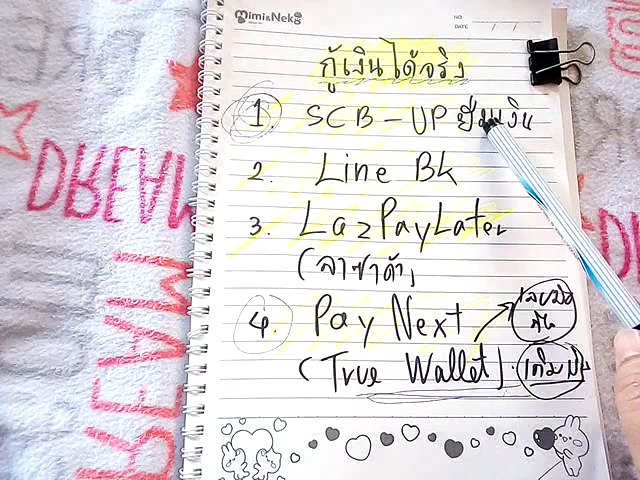 mimi&Neko
NO.
DATE
กู้เงินได้จริง
1. SCB - UP ยืมเงิน
2. Line Bk
3. LazPayLater
(ลาซาด้า)
4. Pay Next
(True Wallet)
DREAM
DREAM